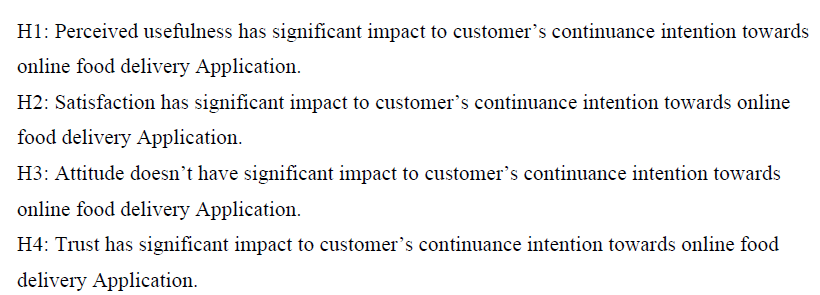 H1: Perceived usefulness has significant impact to customer’s continuance intention towards
online food delivery Application.
H2: Satisfaction has significant impact to customer’s continuance intention towards online
food delivery Application.
H3: Attitude doesn’t have significant impact to customer’s continuance intention towards
online food delivery Application.
H4: Trust has significant impact to customer’s continuance intention towards online food
delivery Application.